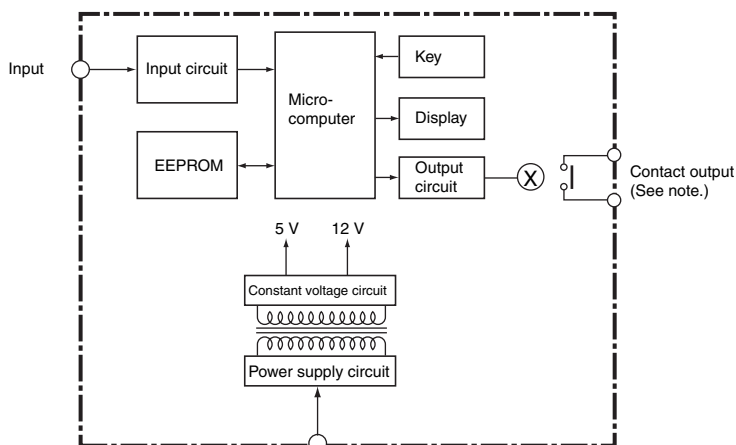 Input
Input circuit
Micro-
computer
Key
Display
EEPROM
Output
circuit
X
Contact output
(See note.)
5 V
12 V
Constant voltage circuit
Power supply circuit